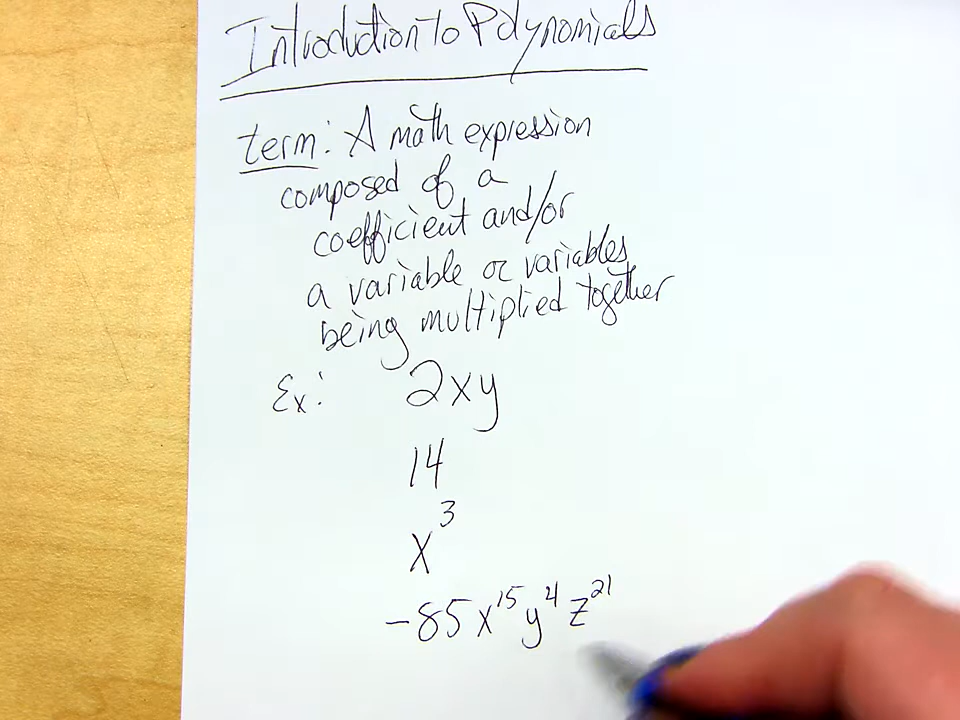 Introduction to Polynomials
term: A math expression
composed of a
coefficient and/or
a variable or variables
being multiplied together
Ex: 2xy
14
x³
-85x¹⁵y⁴z²¹